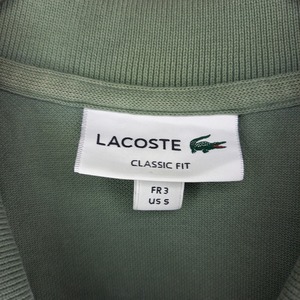 LACOSTE
CLASSIC FIT
FR 3
US S